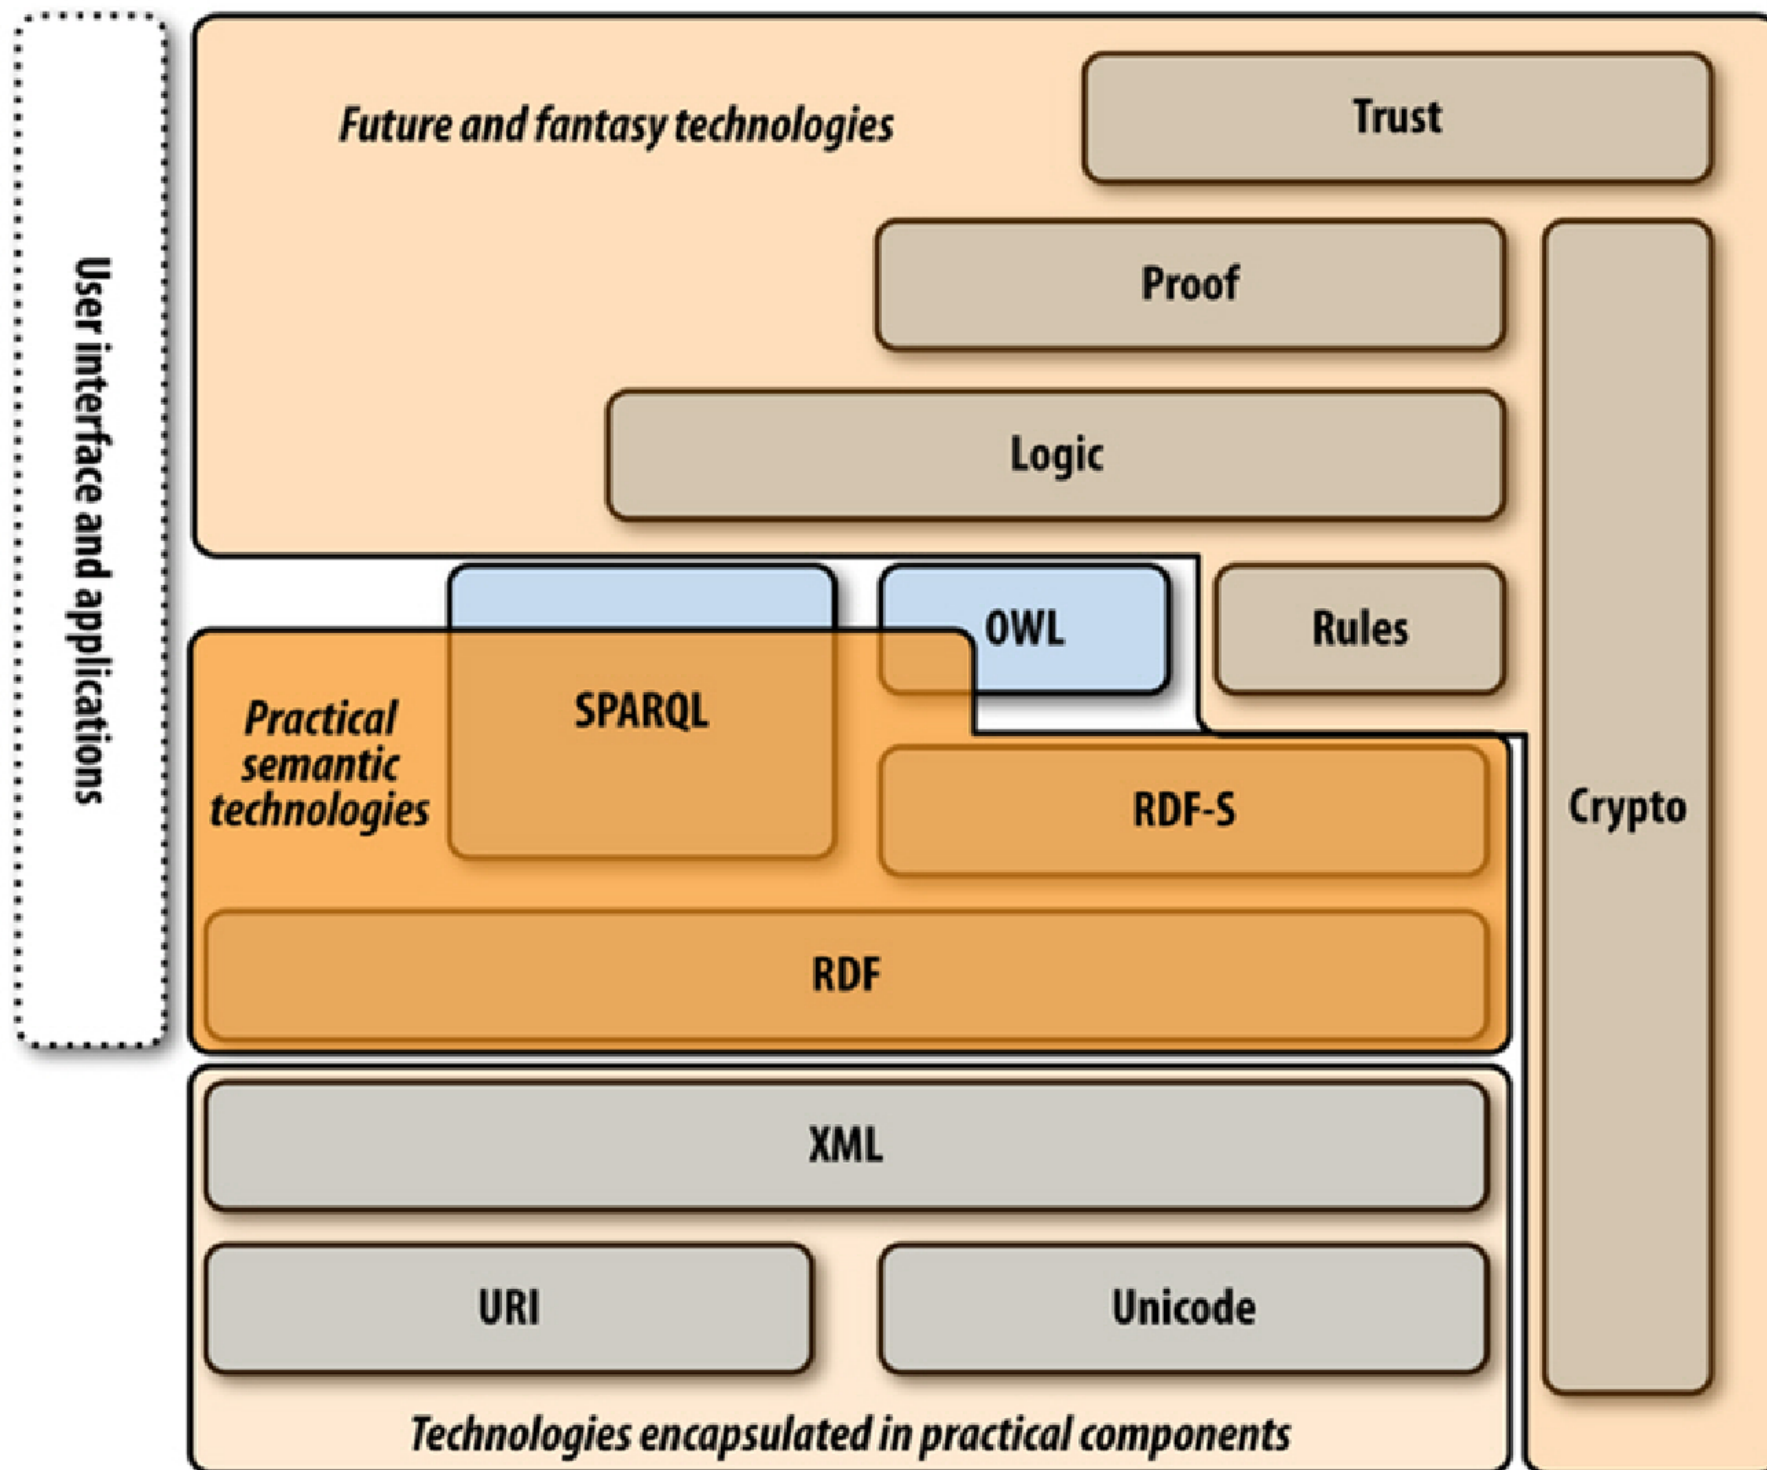 User interface and applications
Future and fantasy technologies
Trust
Proof
Logic
OWL
Rules
SPARQL
Practical
semantic
technologies
RDF-S
Crypto
RDF
XML
URI
Unicode
Technologies encapsulated in practical components